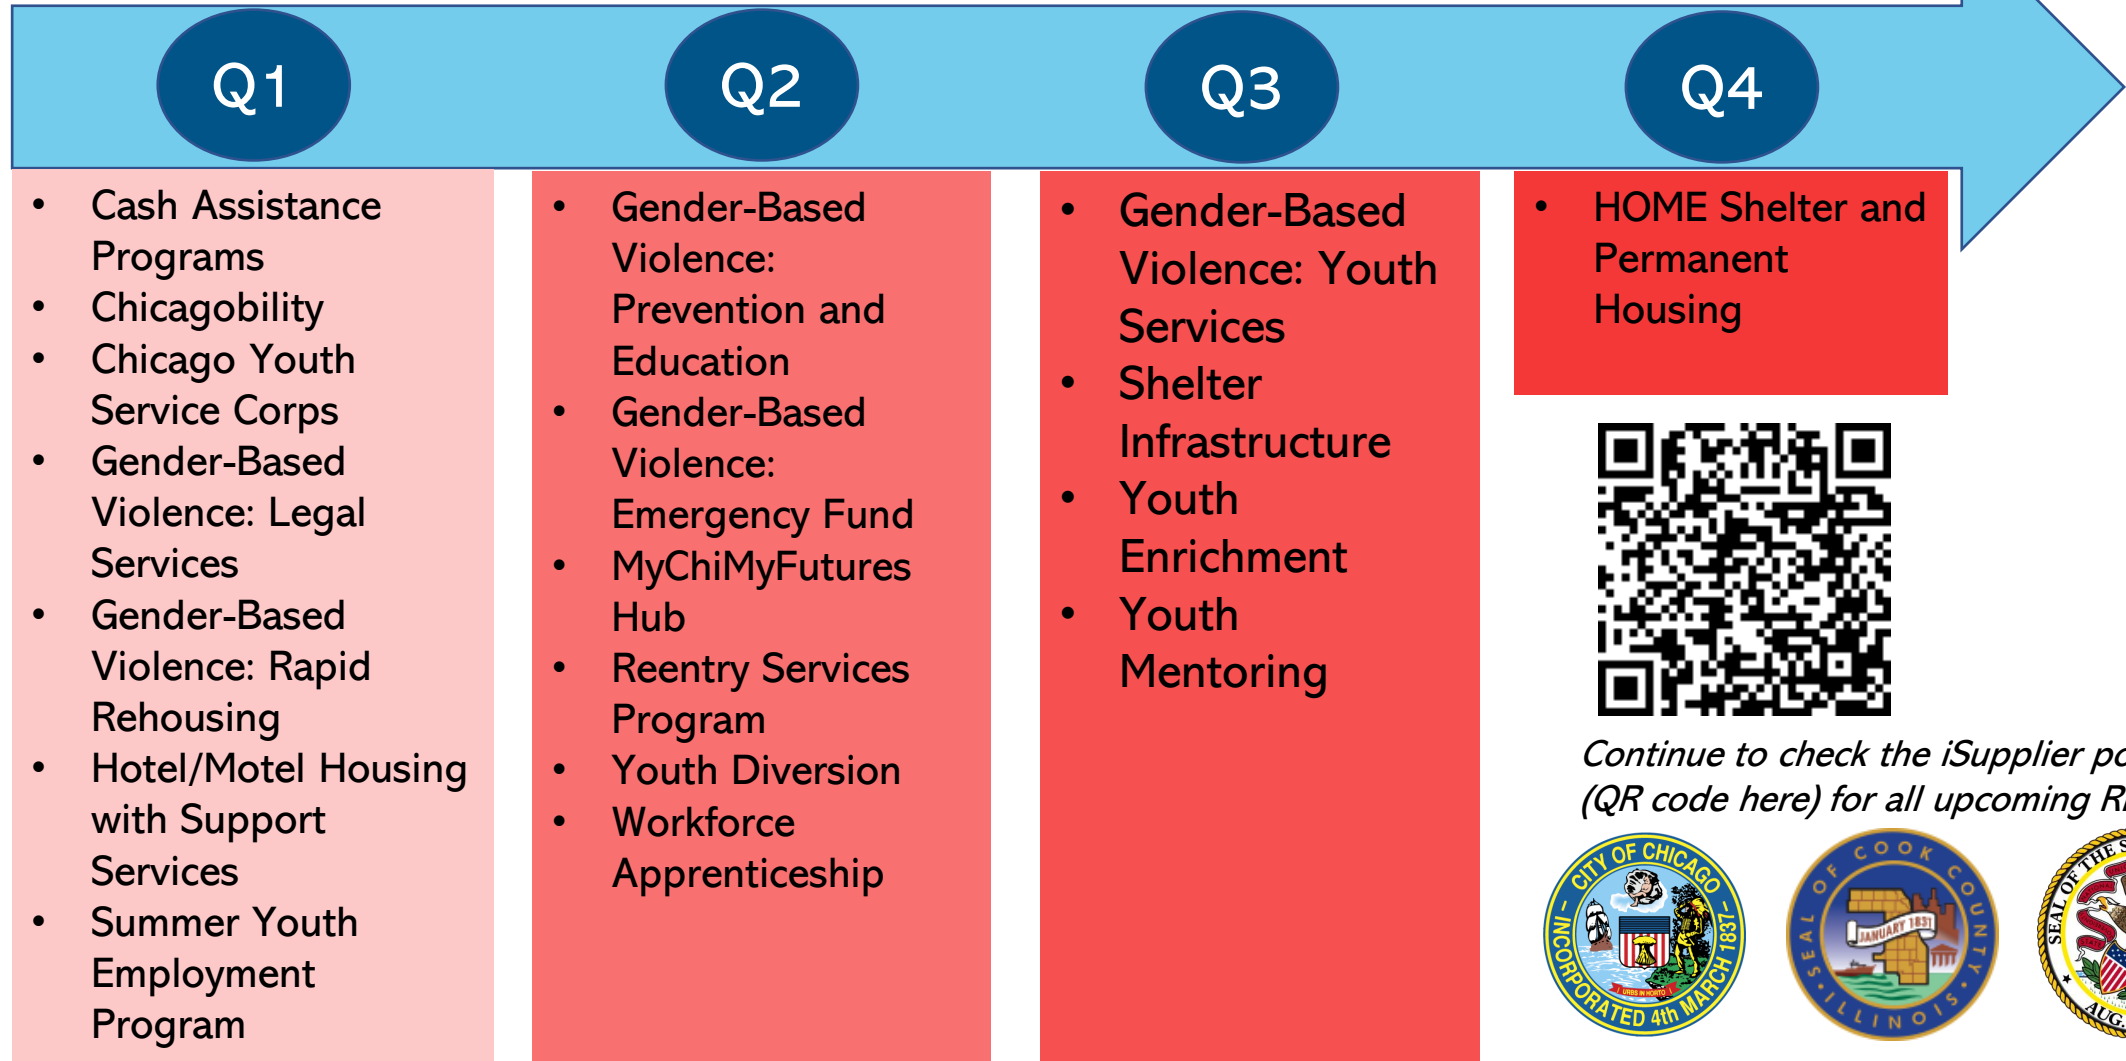 Q1
Q2
Q3
Q4
• Cash Assistance
Programs
• Chicagobility
• Chicago Youth
Service Corps
• Gender-Based
Violence: Legal
Services
• Gender-Based
Violence: Rapid
Rehousing
• Hotel/Motel Housing
with Support
Services
• Summer Youth
Employment
Program
• Gender-Based
Violence:
Prevention and
Education
• Gender-Based
Violence:
Emergency Fund
• MyChiMyFutures
Hub
• Reentry Services
Program
• Youth Diversion
• Workforce
Apprenticeship
• Gender-Based
Violence: Youth
Services
• Shelter
Infrastructure
• Youth
Enrichment
• Youth
Mentoring
• HOME Shelter and
Permanent
Housing
Continue to check the iSupplier
(QR code here) for all upcoming
CITY OF CHICAGO
INCORPORATED 4th MARCH 1837
URBS IN HORTO
SEAL OF COOK COUNTY
ILLINOIS
JANUARY 1831
SEAL OF THE
AUG.